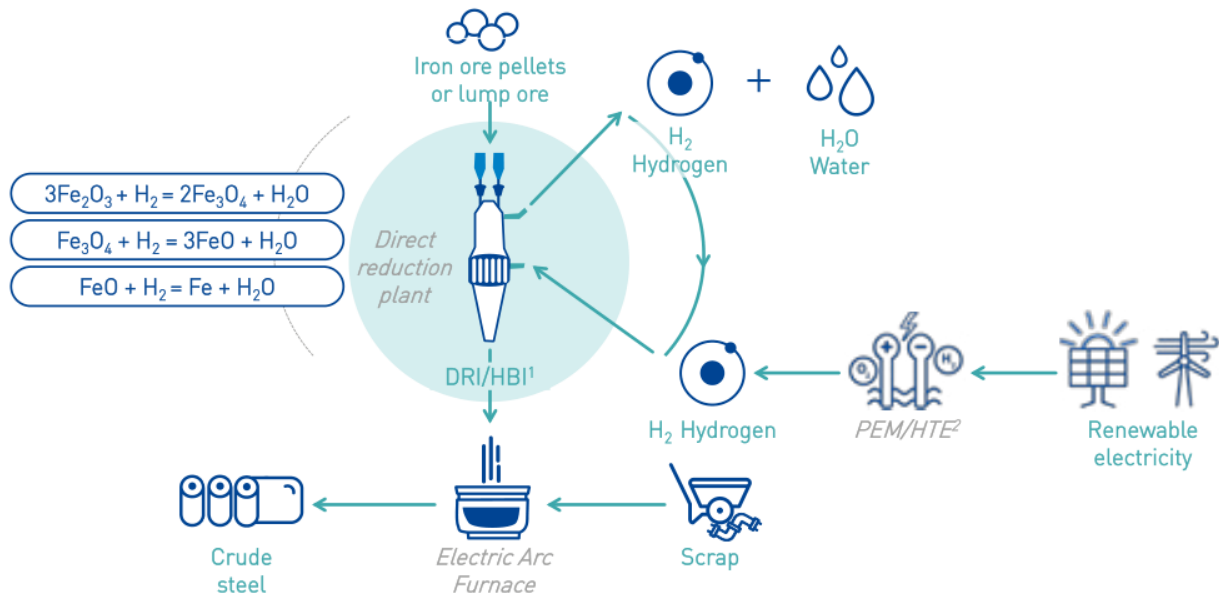 Iron ore pellets
or lump ore
H₂
Hydrogen
+
H₂O
Water
3Fe₂O₃ + H₂ = 2Fe₃O₄ + H₂O
Fe₃O₄ + H₂ = 3FeO + H₂O
FeO + H₂ = Fe + H₂O
Direct
reduction
plant
DRI/HBI¹
H₂ Hydrogen
+
−
O₂
H₂
PEM/HTE²
Renewable
electricity
Crude
steel
Electric Arc
Furnace
Scrap